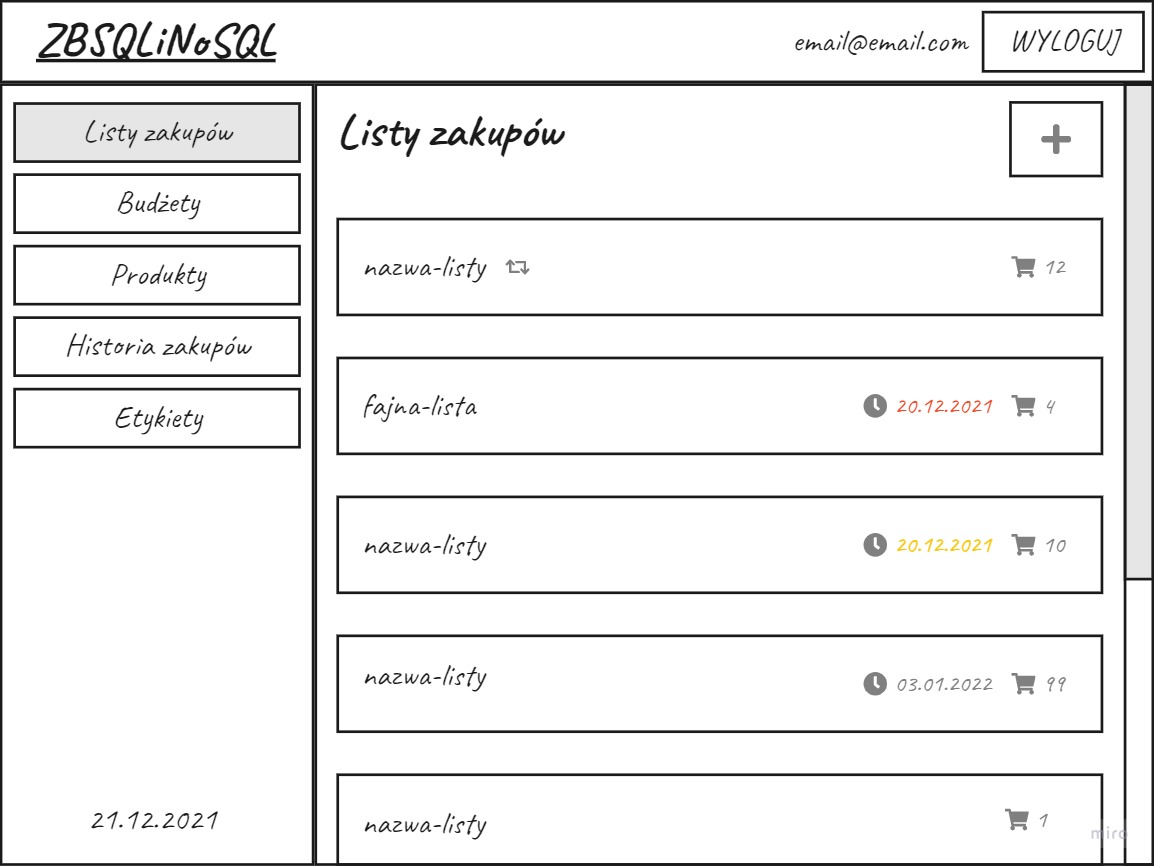 ZBSQLiNoSQL
email@email.com
WYLOGUJ
Listy zakupów
Budżety
Produkty
Historia zakupów
Etykiety
21.12.2021
Listy zakupów
nazwa-listy
12
fajna-lista
20.12.2021
4
nazwa-listy
20.12.2021
10
nazwa-listy
03.01.2022
99
nazwa-listy
1
miro